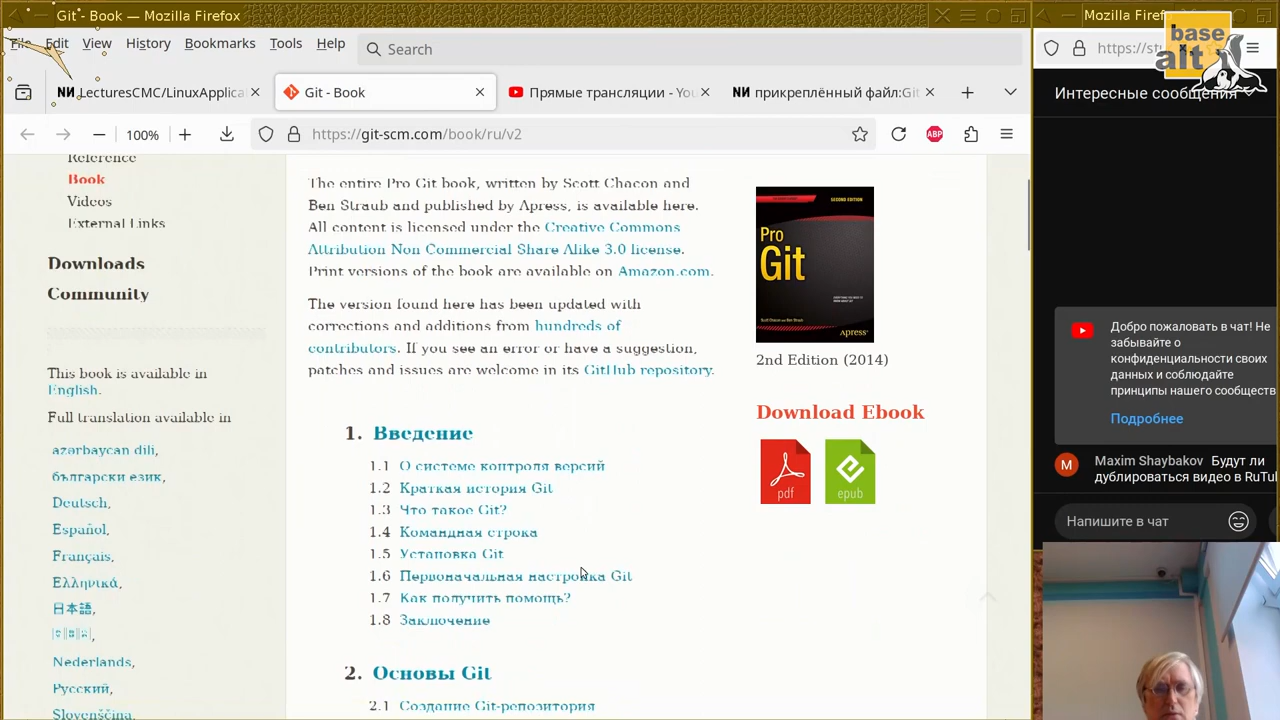 Git - Book — Mozilla Firefox
File Edit View History Bookmarks Tools Help
Search
LecturesCMC/LinuxApplica
Git - Book
Прямые трансляции - You
прикреплённый файл:Git
100%
https://git-scm.com/book/ru/v2
Reference
Book
Videos
External Links
Downloads
Community
This book is available in
English.
Full translation available in
azərbaycan dili,
български език,
Deutsch,
Español,
Français,
Ελληνικά,
日本語,
Nederlands,
Русский,
Slovenščina,
The entire Pro Git book, written by Scott Chacon and
Ben Straub and published by Apress, is available here.
All content is licensed under the Creative Commons
Attribution Non Commercial Share Alike 3.0 license.
Print versions of the book are available on Amazon.com.
The version found here has been updated with
corrections and additions from hundreds of
contributors. If you see an error or have a suggestion,
patches and issues are welcome in its GitHub repository.
1. Введение
1.1 О системе контроля версий
1.2 Краткая история Git
1.3 Что такое Git?
1.4 Командная строка
1.5 Установка Git
1.6 Первоначальная настройка Git
1.7 Как получить помощь?
1.8 Заключение
2. Основы Git
2.1 Создание Git-репозитория
SECOND EDITION
Pro
Git
Apress
2nd Edition (2014)
Download Ebook
pdf
epub
Mozilla Firef
base
alt
https://st
Интересные сообщения
Добро пожаловать в чат! Не
забывайте о
конфиденциальности своих
данных и соблюдайте
принципы нашего сообществ
Подробнее
M
Maxim Shaybakov Будут ли
дублироваться видео в RuTu
Напишите в чат